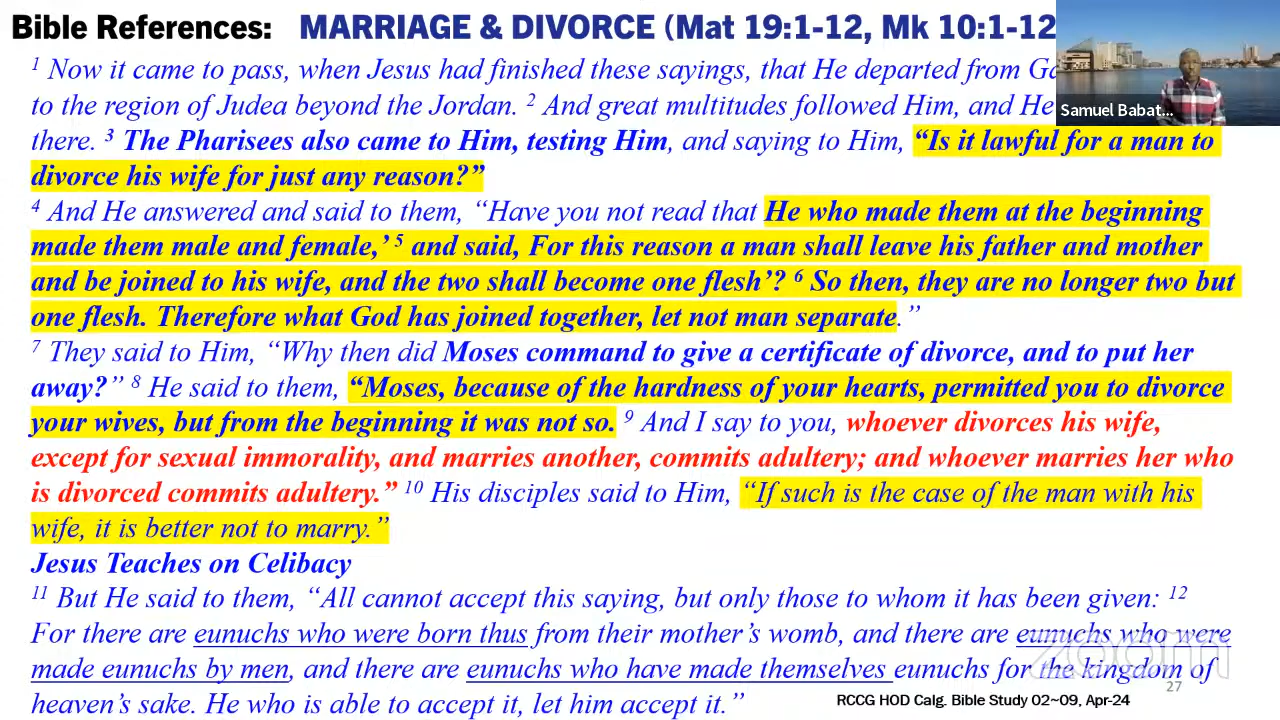 Bible References: MARRIAGE & DIVORCE (Mat 19:1-12, Mk 10:1-12
1 Now it came to pass, when Jesus had finished these sayings, that He departed from Ga
to the region of Judea beyond the Jordan. 2 And great multitudes followed Him, and He
Samuel Babat...
there. 3 The Pharisees also came to Him, testing Him, and saying to Him, “Is it lawful for a man to
divorce his wife for just any reason?”
4 And He answered and said to them, “Have you not read that He who made them at the beginning
made them male and female,’ 5 and said, For this reason a man shall leave his father and mother
and be joined to his wife, and the two shall become one flesh’? 6 So then, they are no longer two but
one flesh. Therefore what God has joined together, let not man separate.”
7 They said to Him, “Why then did Moses command to give a certificate of divorce, and to put her
away?” 8 He said to them, “Moses, because of the hardness of your hearts, permitted you to divorce
your wives, but from the beginning it was not so. 9 And I say to you, whoever divorces his wife,
except for sexual immorality, and marries another, commits adultery; and whoever marries her who
is divorced commits adultery.” 10 His disciples said to Him, “If such is the case of the man with his
wife, it is better not to marry.”
Jesus Teaches on Celibacy
11 But He said to them, “All cannot accept this saying, but only those to whom it has been given: 12
For there are eunuchs who were born thus from their mother’s womb, and there are eunuchs who were
made eunuchs by men, and there are eunuchs who have made themselves eunuchs for the kingdom of
zoom
27
heaven’s sake. He who is able to accept it, let him accept it.”
RCCG HOD Calg. Bible Study 02~09, Apr-24